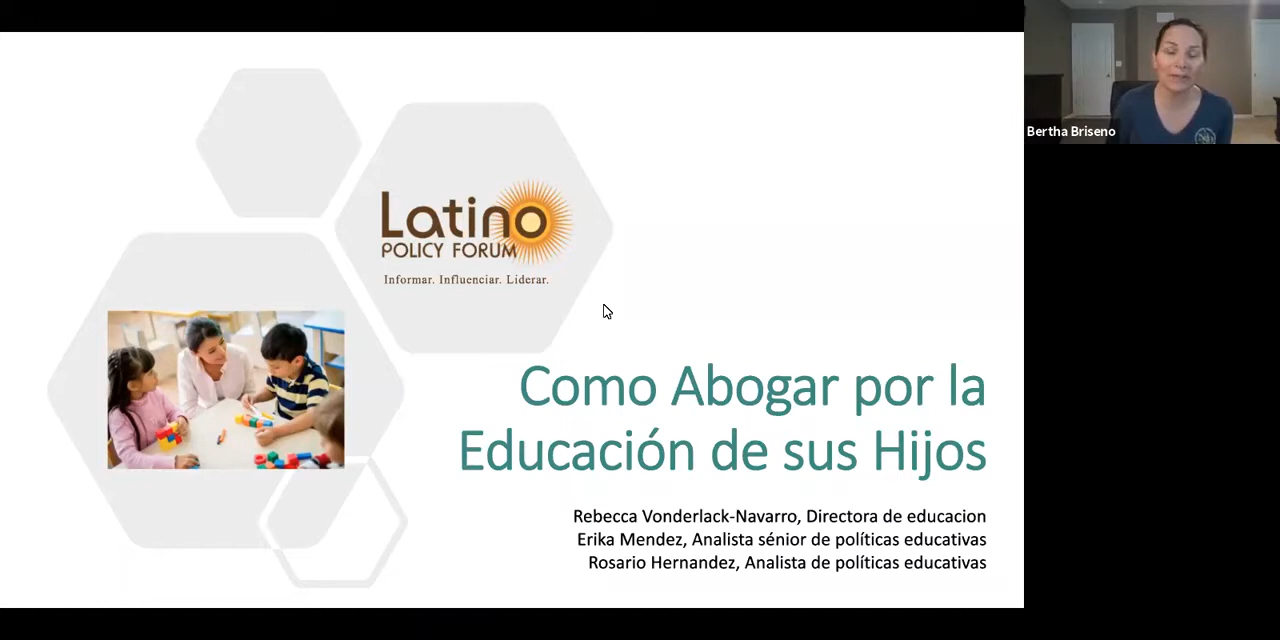 Bertha Briseno
Latino
POLICY FORUM
Informar. Influenciar. Líderar.
Como Abogar por la
Educación de sus Hijos
Rebecca Vonderlack-Navarro, Directora de educacion
Erika Mendez, Analista sénior de políticas educativas
Rosario Hernandez, Analista de políticas educativas